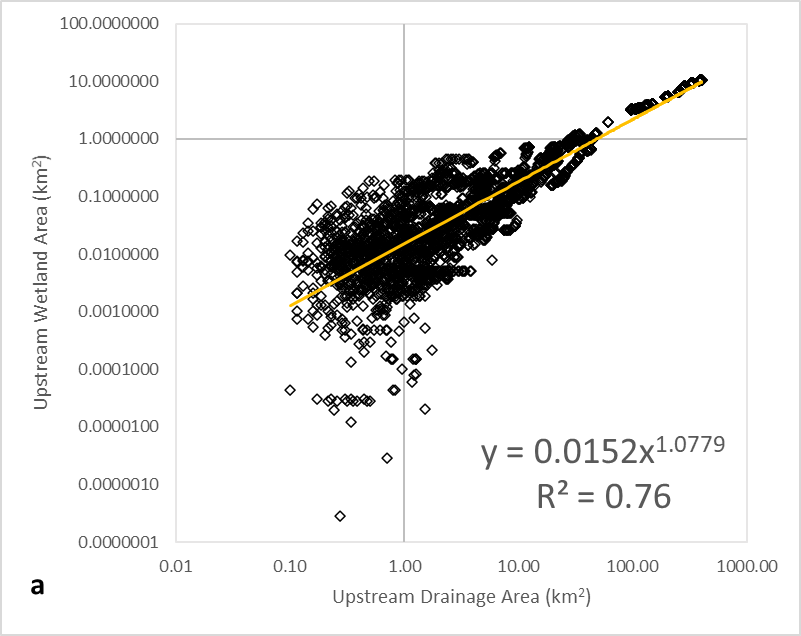 100.0000000
10.0000000
1.0000000
0.1000000
0.0100000
0.0010000
0.0001000
0.0000100
0.0000010
0.0000001
Upstream Wetland Area (km²)
y = 0.0152x¹·⁰⁷⁷⁹
R² = 0.76
0.01 0.10 1.00 10.00 100.00 1000.00
Upstream Drainage Area (km²)
a